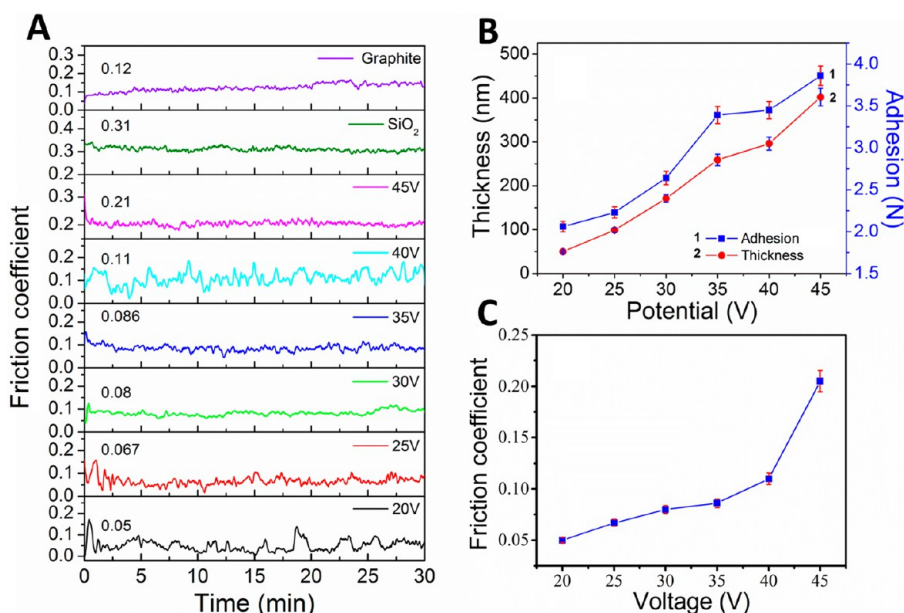 A
Friction coefficient
0.3
0.2
0.1
0.0
0.12
Graphite
0.4
0.3
0.2
0.31
SiO2
0.3
0.2
0.21
45V
0.2
0.1
0.0
0.11
40V
0.2
0.1
0.0
0.086
35V
0.2
0.1
0.0
0.08
30V
0.2
0.1
0.0
0.067
25V
0.2
0.1
0.0
0.05
20V
0 5 10 15 20 25 30
Time (min)
B
Thickness (nm)
500
400
300
200
100
0
Adhesion (N)
4.0
3.5
3.0
2.5
2.0
1.5
1
2
1 Adhesion
2 Thickness
20 25 30 35 40 45
Potential (V)
C
Friction coefficient
0.25
0.20
0.15
0.10
0.05
20 25 30 35 40 45
Voltage (V)